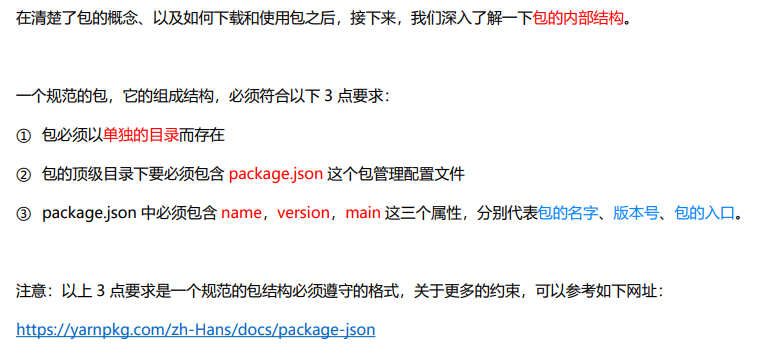 在清楚了包的概念、以及如何下载和使用包之后，接下来，我们深入了解一下包的内部结构。
一个规范的包，它的组成结构，必须符合以下 3 点要求：
① 包必须以单独的目录而存在
② 包的顶级目录下要必须包含 package.json 这个包管理配置文件
③ package.json 中必须包含 name，version，main 这三个属性，分别代表包的名字、版本号、包的入口。
注意：以上 3 点要求是一个规范的包结构必须遵守的格式，关于更多的约束，可以参考如下网址：
https://yarnpkg.com/zh-Hans/docs/package-json